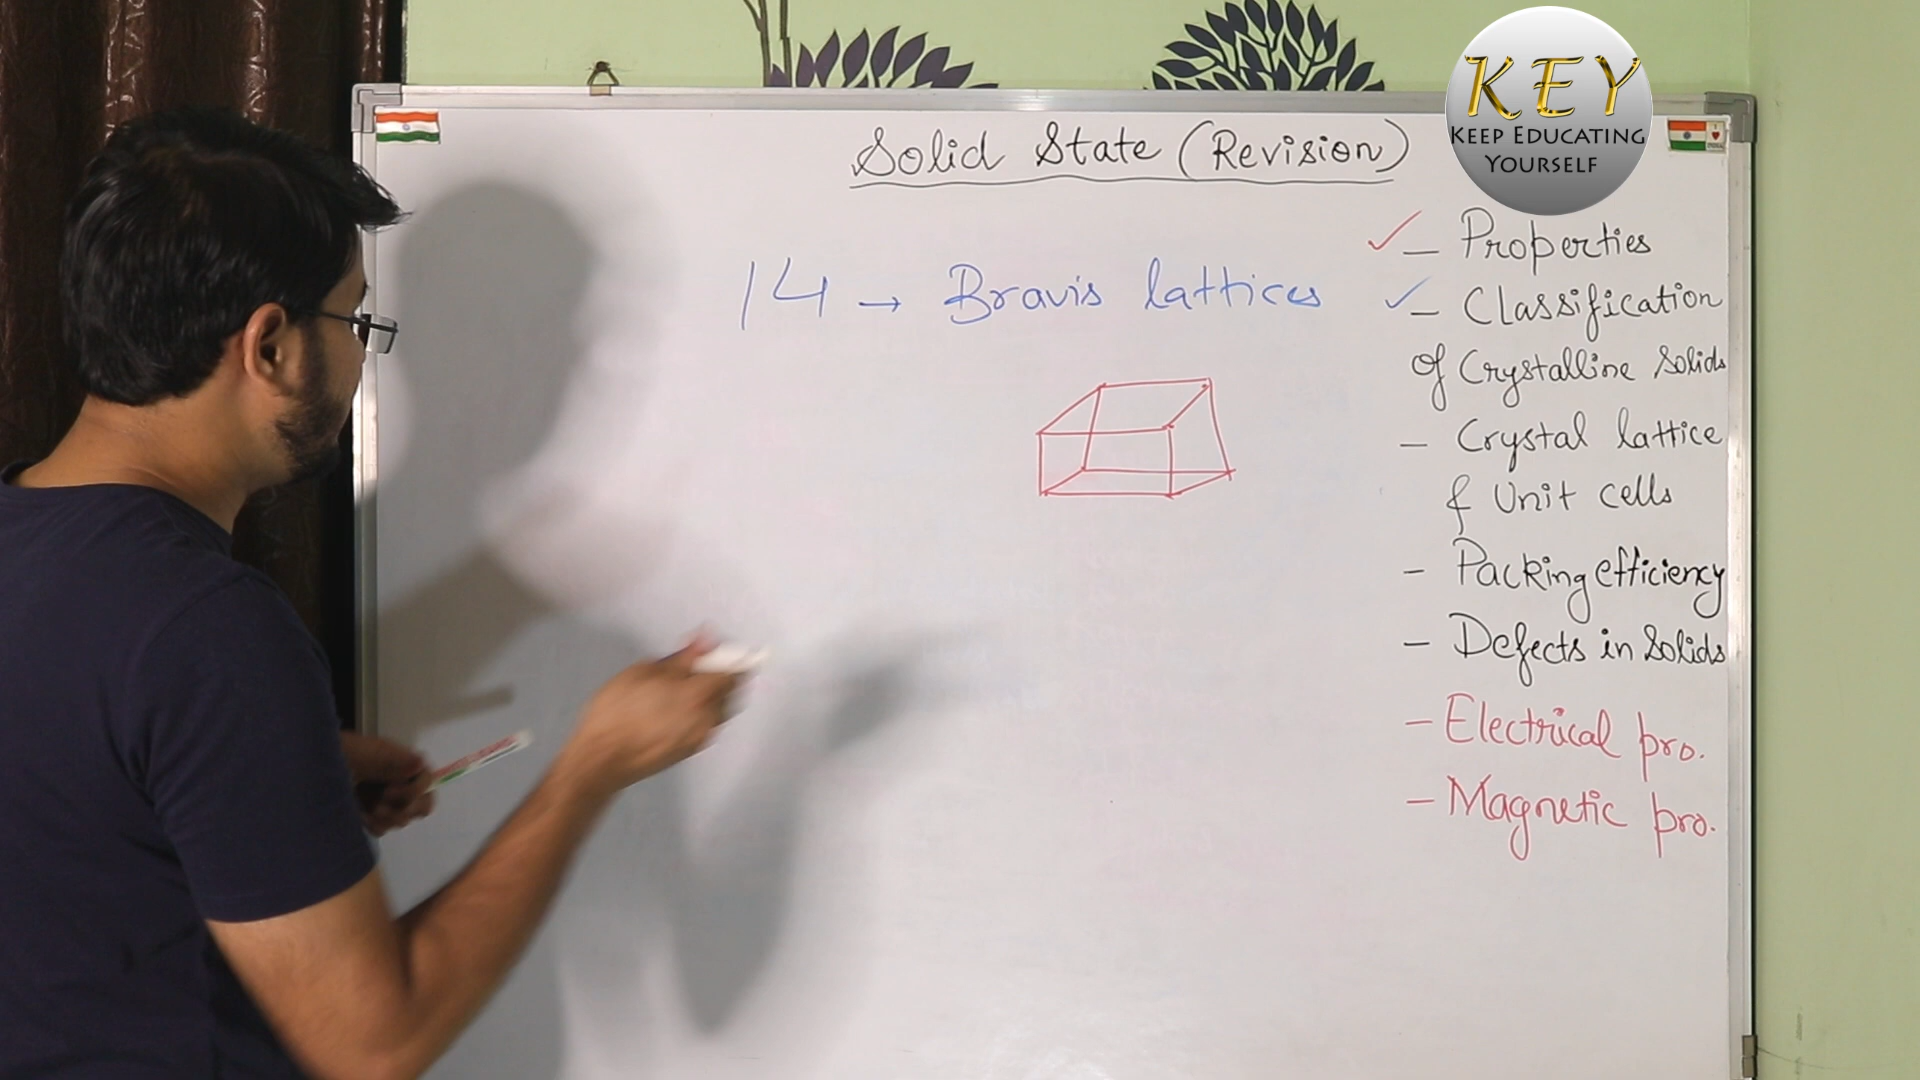 KEY
KEEP EDUCATING
YOURSELF
Solid State (Revision)
14 → Bravis lattices
✓ – Properties
✓ – Classification
of Crystalline Solids
– Crystal lattice
& Unit cells
– Packing efficiency
– Defects in Solids
– Electrical pro.
– Magnetic pro.